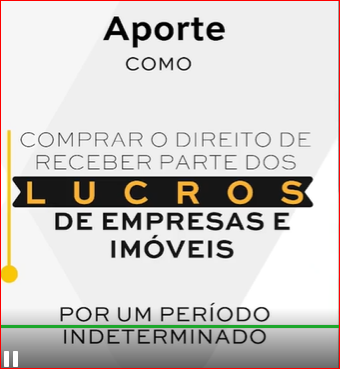 Aporte
COMO
COMPRAR O DIREITO DE
RECEBER PARTE DOS
LUCROS
DE EMPRESAS E
IMÓVEIS
POR UM PERÍODO
INDETERMINADO